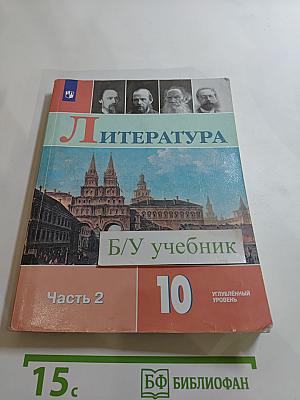 ЛИТЕРАТУРА
Б/У учебник
Часть 2
10
УГЛУБЛЁННЫЙ
УРОВЕНЬ
15с
БФ БИБЛИОФАН